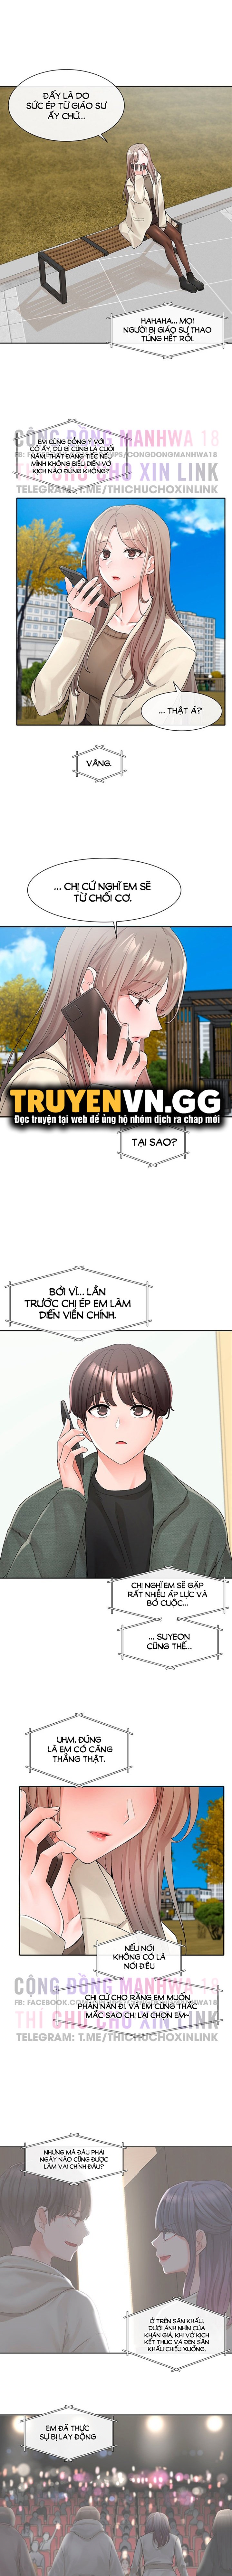 ĐẤY LÀ DO
SỨC ÉP TỪ GIÁO SƯ
ẤY CHỨ...
HAHAHA... MỌI
NGƯỜI BỊ GIÁO SƯ THAO
TÚNG HẾT RỒI.
CỘNG ĐỒNG MANHWA 18
EM CŨNG ĐỒNG Ý VỚI
CÔ ẤY, DÙ GÌ CŨNG LÀ CUỐI
NĂM, THẬT ĐÁNG TIẾC NẾU
MÌNH KHÔNG BIỂU DIỄN VỞ
KỊCH NÀO ĐÚNG KHÔNG?
TELEGRAM: T.ME/THICHUCHOXINLINK
... THẬT Á?
VÂNG.
... CHỊ CỨ NGHĨ EM SẼ
TỪ CHỐI CƠ.
TRUYENVN.GG
Đọc truyện tại web để ủng hộ nhóm dịch ra chap mới
TẠI SAO?
BỞI VÌ... LẦN
TRƯỚC CHỊ ÉP EM LÀM
DIỄN VIÊN CHÍNH.
CHỊ NGHĨ EM SẼ GẶP
RẤT NHIỀU ÁP LỰC VÀ
BỎ CUỘC...
... SUYEON
CŨNG THẾ...
UHM, ĐÚNG
LÀ EM CÓ CĂNG
THẲNG THẬT.
NẾU NÓI
KHÔNG CÓ LÀ
NÓI ĐIÊU
CỘNG ĐỒNG MANHWA 18
CHỊ CỨ CHO RẰNG EM MUỐN
PHÀN NÀN ĐI. VÀ EM CŨNG THẮC
MẮC SAO CHỊ LẠI CHỌN EM~
TELEGRAM: T.ME/THICHUCHOXINLINK
NHƯNG MÀ ĐÂU PHẢI
NGÀY NÀO CŨNG ĐƯỢC
LÀM VAI CHÍNH ĐÂU?
Ở TRÊN SÂN KHẤU,
DƯỚI ÁNH NHÌN CỦA
KHÁN GIẢ, KHI VỞ KỊCH
KẾT THÚC VÀ ĐÈN SÂN
KHẤU CHIẾU XUỐNG.
EM ĐÃ THỰC
SỰ BỊ LAY ĐỘNG